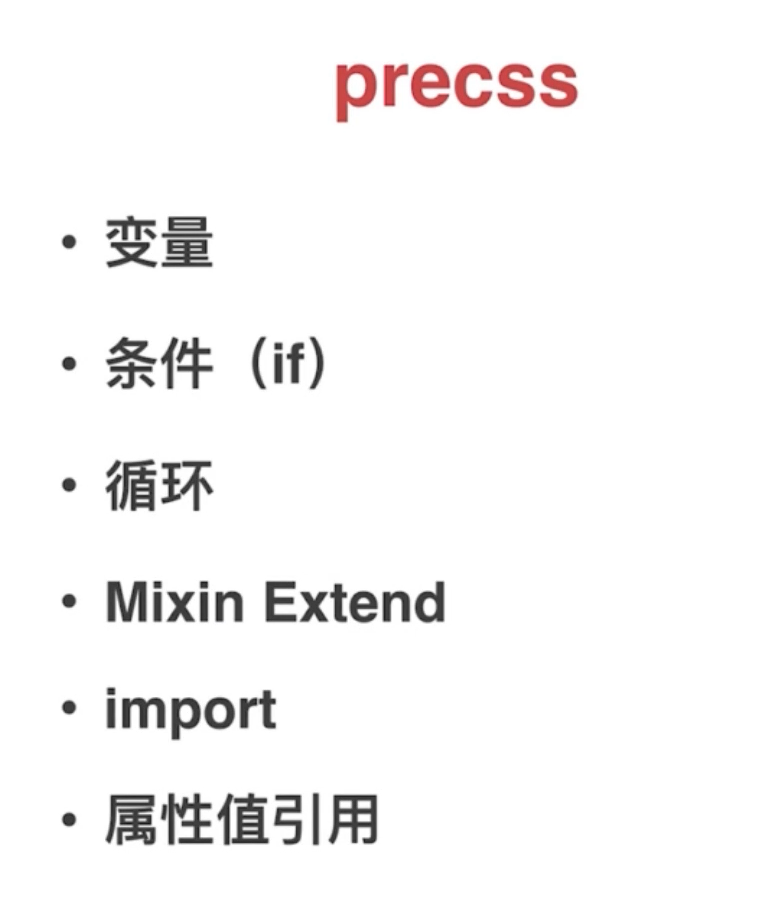 precss
• 变量
• 条件（if）
• 循环
• Mixin Extend
• import
• 属性值引用